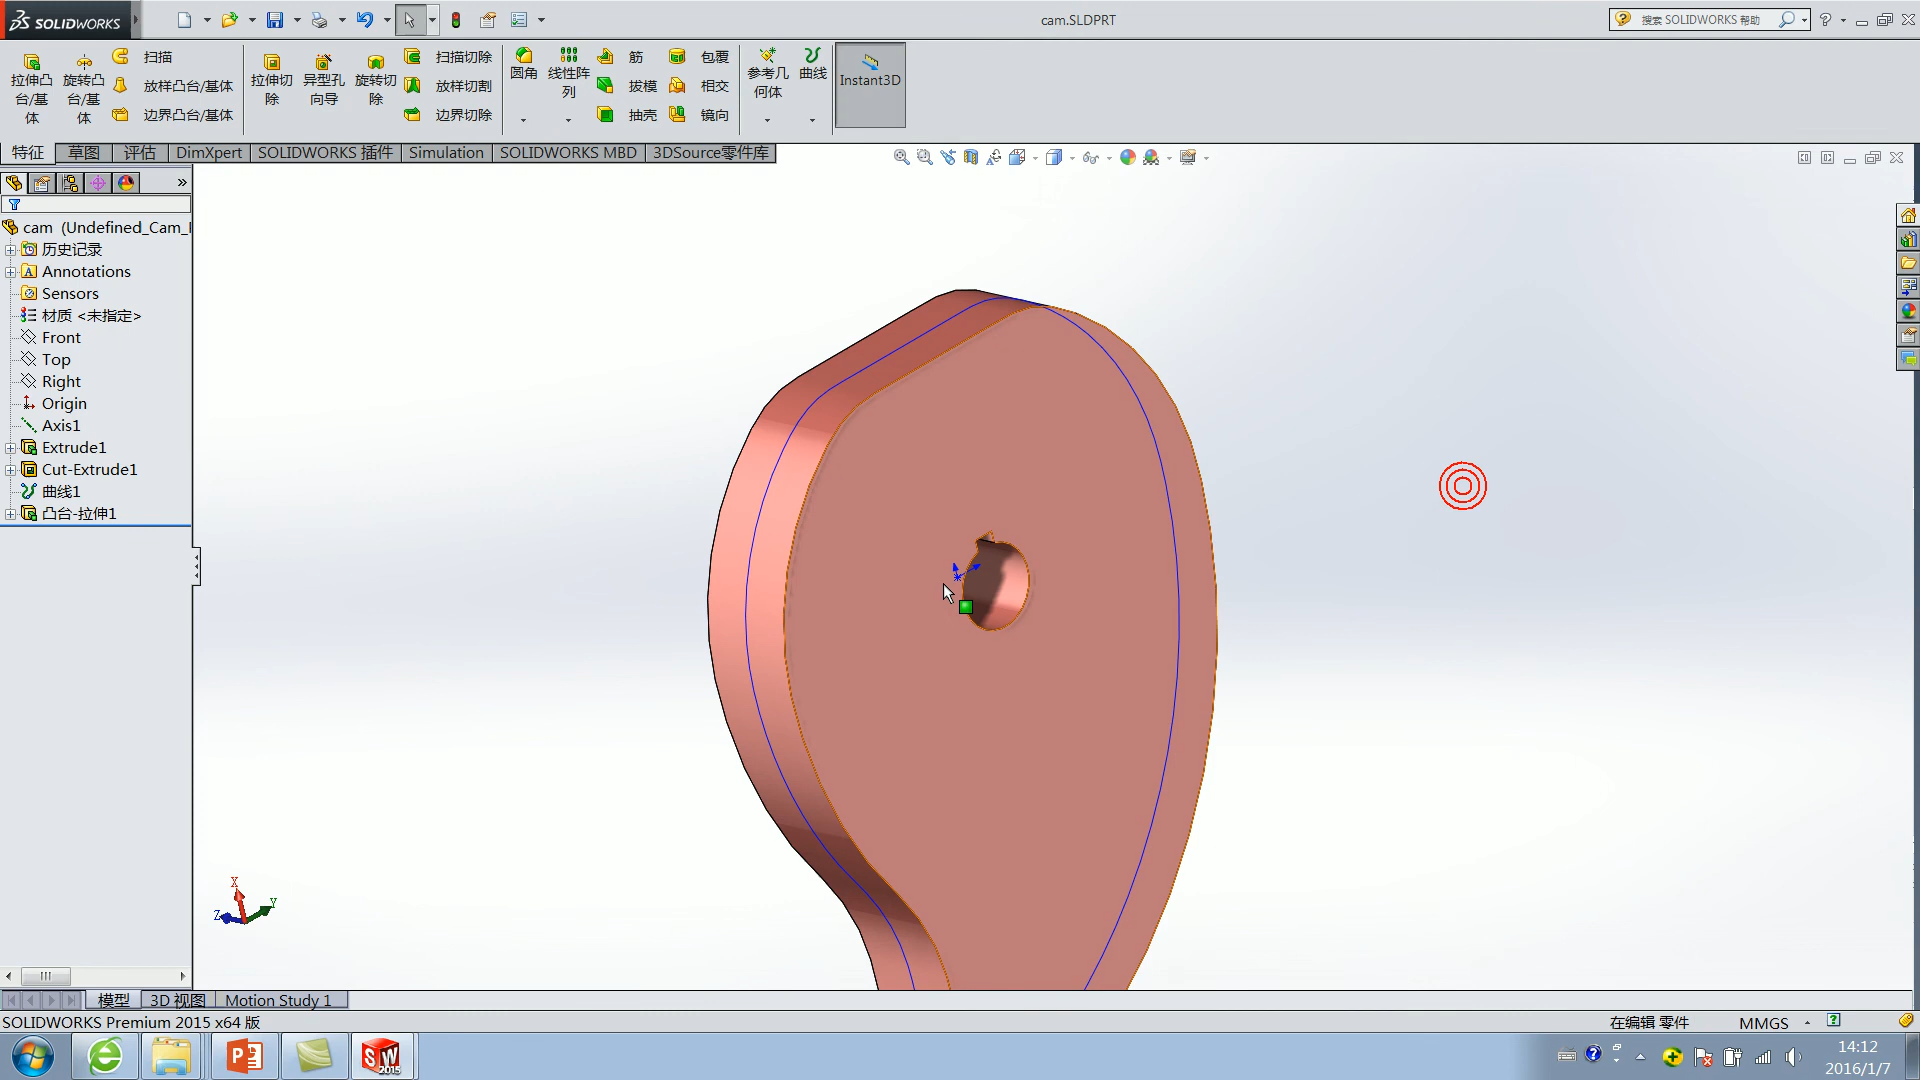 SOLIDWORKS
cam.SLDPRT
搜索 SOLIDWORKS 帮助
拉伸凸台/基体
旋转凸台/基体
扫描
放样凸台/基体
边界凸台/基体
拉伸切除
异型孔向导
旋转切除
扫描切除
放样切割
边界切除
圆角
线性阵列
筋
拔模
抽壳
包覆
相交
镜向
参考几何体
曲线
Instant3D
特征
草图
评估
DimXpert
SOLIDWORKS 插件
Simulation
SOLIDWORKS MBD
3DSource零件库
cam (Undefined_Cam_
历史记录
Annotations
Sensors
材质 <未指定>
Front
Top
Right
Origin
Axis1
Extrude1
Cut-Extrude1
曲线1
凸台-拉伸1
X
Y
Z
模型
3D 视图
Motion Study 1
SOLIDWORKS Premium 2015 x64 版
在编辑 零件
MMGS
SW
2015
14:12
2016/1/7